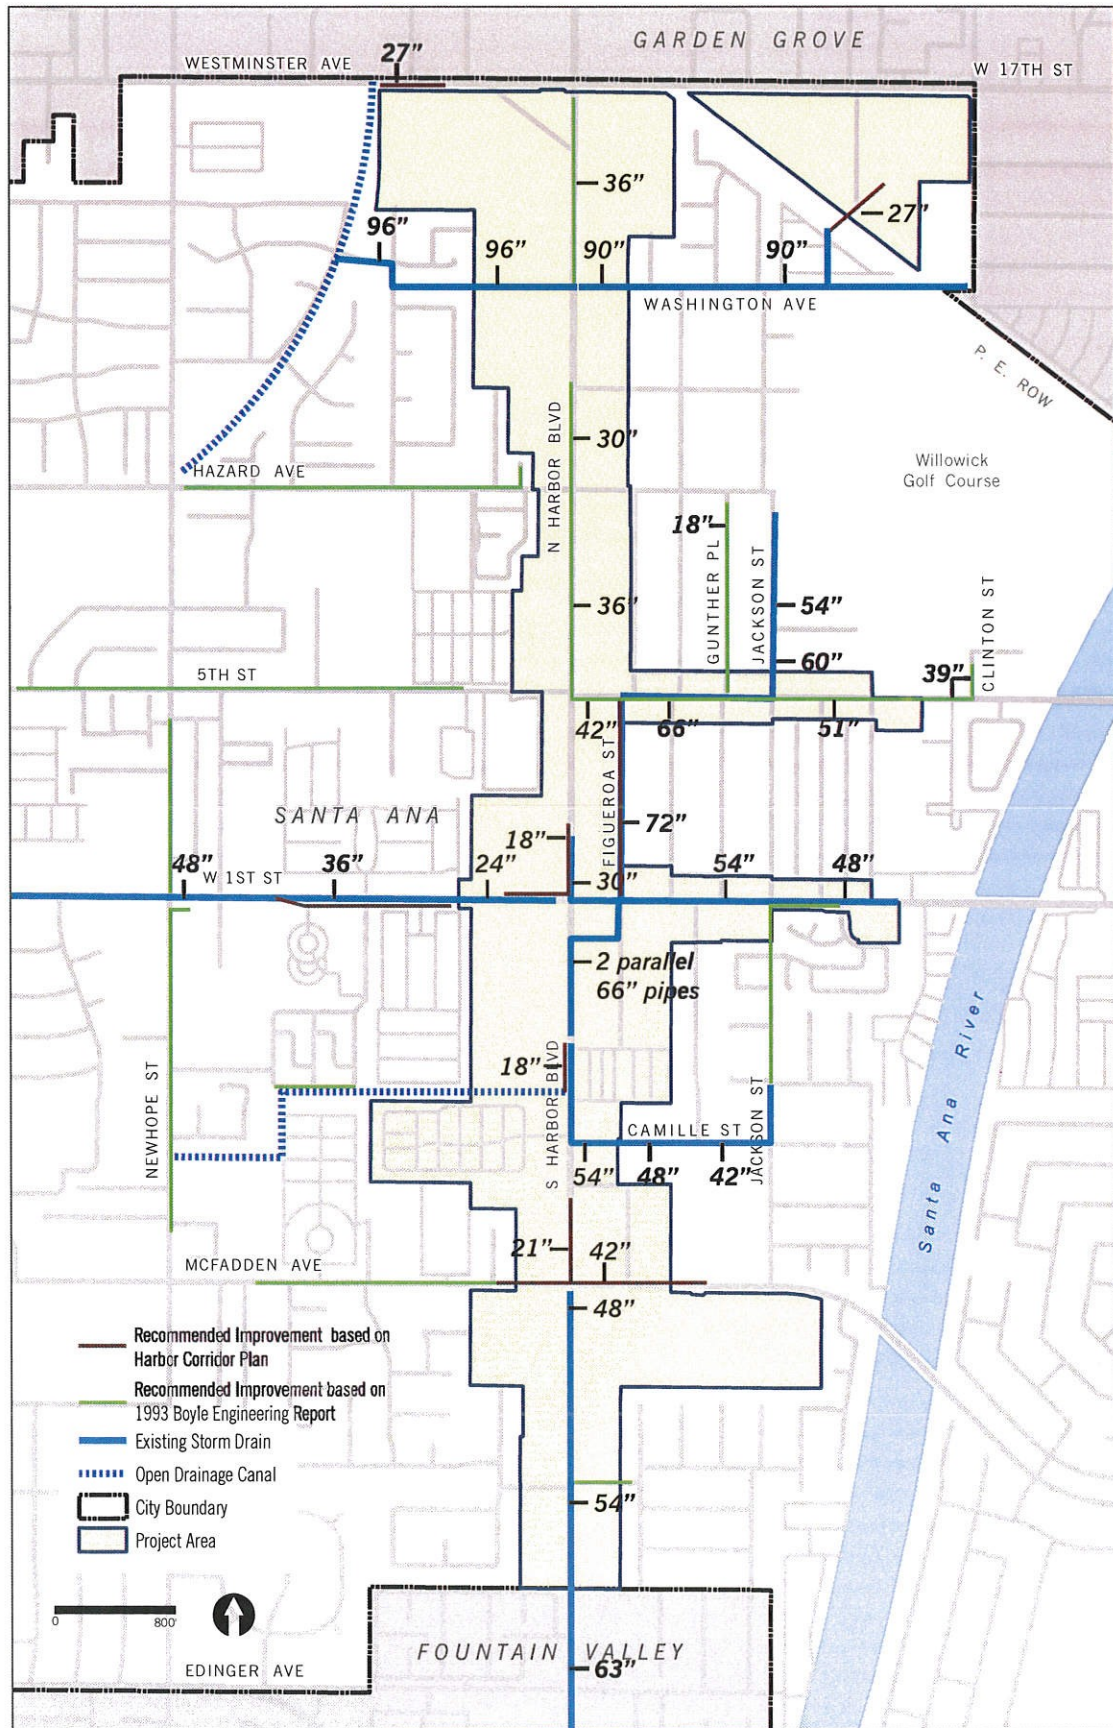 GARDEN GROVE
WESTMINSTER AVE
27”
W 17TH ST
36”
27”
96”
96”
90”
90”
WASHINGTON AVE
P. E. ROW
N HARBOR BLVD
30”
Willowick
Golf Course
HAZARD AVE
18”
GUNTHER PL
JACKSON ST
54”
36”
60”
CLINTON ST
39”
5TH ST
42”
66”
51”
FIGUEROA ST
SANTA ANA
72”
18”
48”
36”
24”
30”
54”
48”
W 1ST ST
2 parallel
66” pipes
Santa Ana River
S HARBOR BLVD
18”
NEWHOPE ST
JACKSON ST
CAMILLE ST
54”
48”
42”
21”
42”
MCFADDEN AVE
48”
Recommended Improvement based on
Harbor Corridor Plan
Recommended Improvement based on
1993 Boyle Engineering Report
Existing Storm Drain
Open Drainage Canal
City Boundary
Project Area
54”
0
800'
FOUNTAIN VALLEY
EDINGER AVE
63”